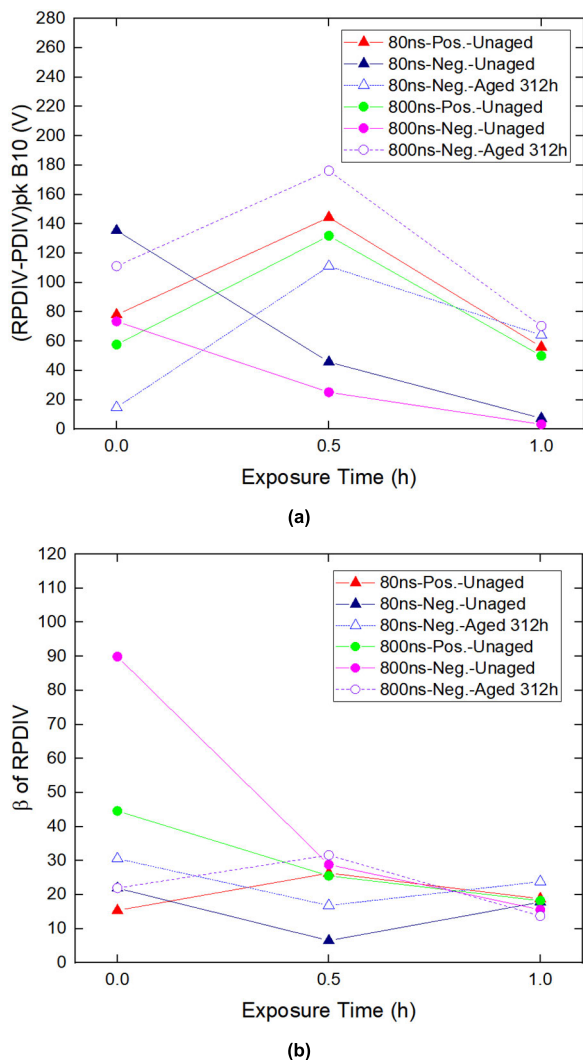 280
260
240
220
200
180
160
140
120
100
80
60
40
20
0
(RPDIV-PDIV)pk B10 (V)
80ns-Pos.-Unaged
80ns-Neg.-Unaged
80ns-Neg.-Aged 312h
800ns-Pos.-Unaged
800ns-Neg.-Unaged
800ns-Neg.-Aged 312h
0.0 0.5 1.0
Exposure Time (h)
(a)
120
110
100
90
80
70
60
50
40
30
20
10
0
β of RPDIV
80ns-Pos.-Unaged
80ns-Neg.-Unaged
80ns-Neg.-Aged 312h
800ns-Pos.-Unaged
800ns-Neg.-Unaged
800ns-Neg.-Aged 312h
0.0 0.5 1.0
Exposure Time (h)
(b)